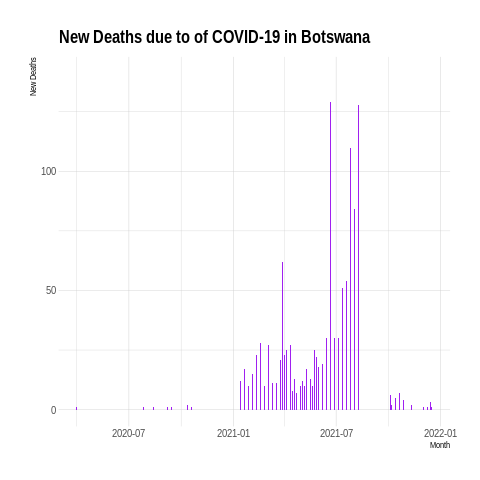 New Deaths due to of COVID-19 in Botswana
New Deaths
100
50
0
2020-07
2021-01
2021-07
2022-01
Month